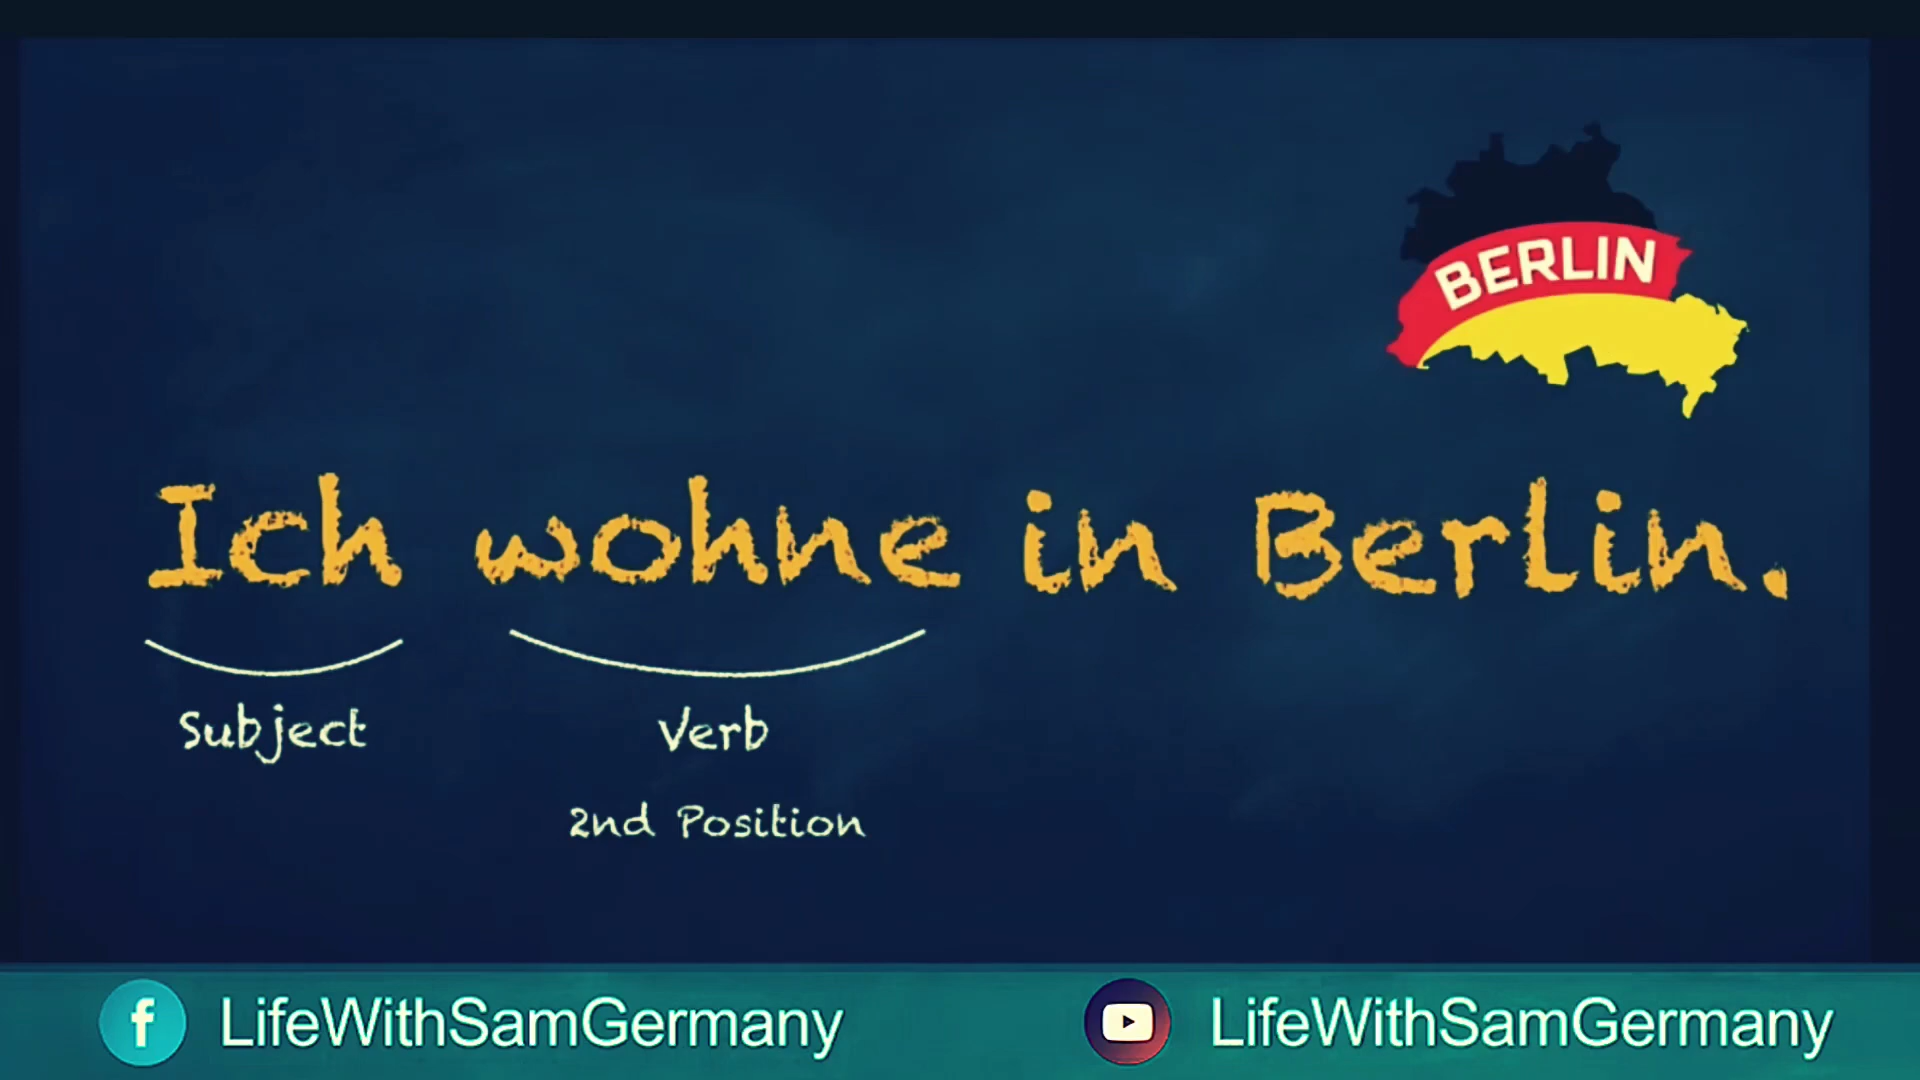 BERLIN
Ich wohne in Berlin.
Subject Verb
2nd Position
LifeWithSamGermany LifeWithSamGermany